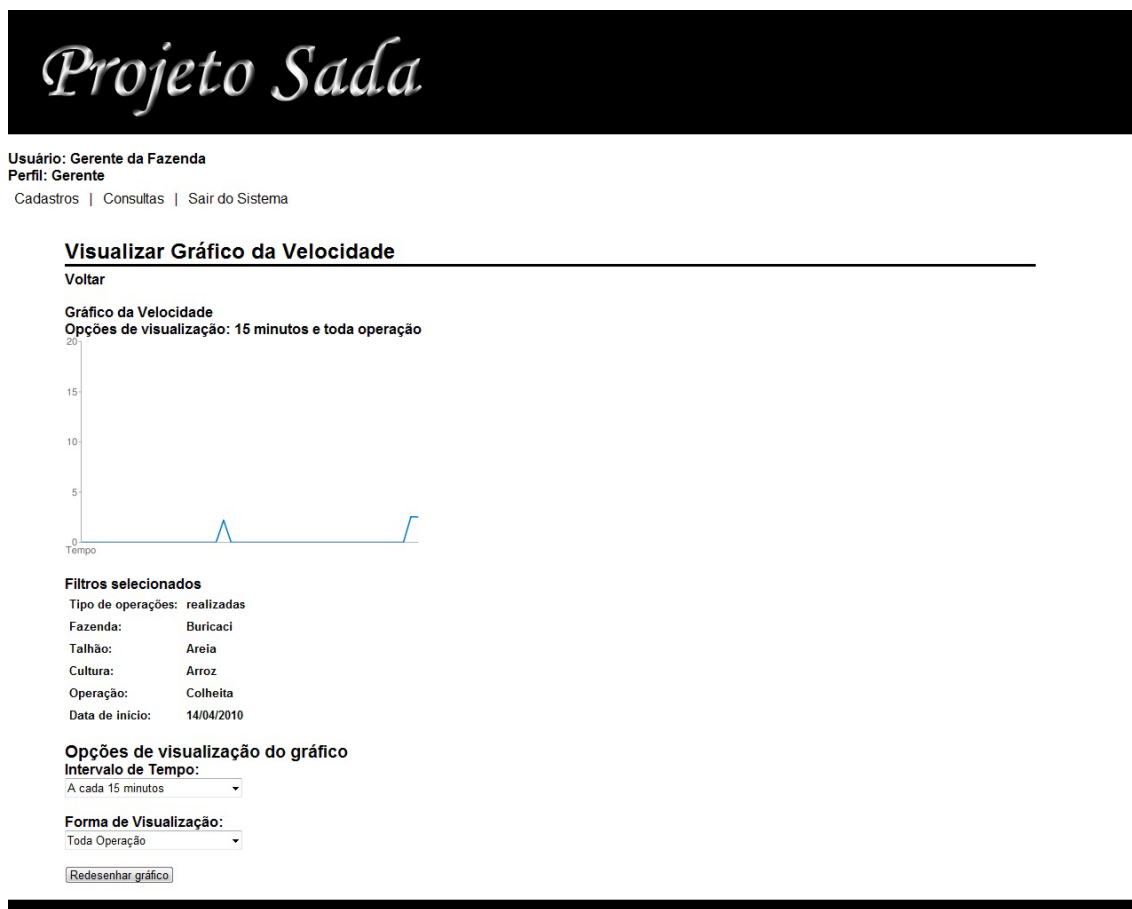 Projeto Sada
Usuário: Gerente da Fazenda
Perfil: Gerente
Cadastros | Consultas | Sair do Sistema
Visualizar Gráfico da Velocidade
Voltar
Gráfico da Velocidade
Opções de visualização: 15 minutos e toda operação
20
15
10
5
0
Tempo
Filtros selecionados
Tipo de operações: realizadas
Fazenda: Buricaci
Talhão: Areia
Cultura: Arroz
Operação: Colheita
Data de início: 14/04/2010
Opções de visualização do gráfico
Intervalo de Tempo:
A cada 15 minutos
Forma de Visualização:
Toda Operação
Redesenhar gráfico